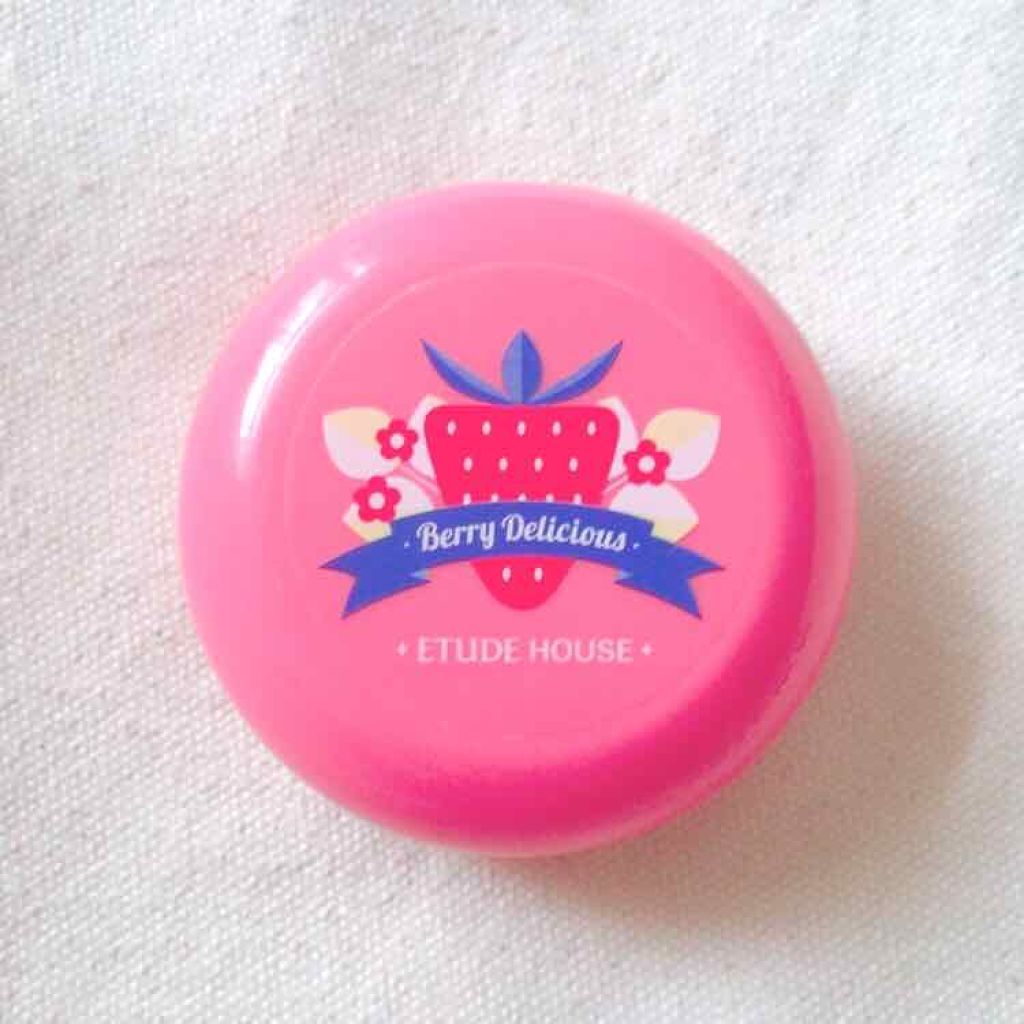 · Berry Delicious ·
• ETUDE HOUSE •